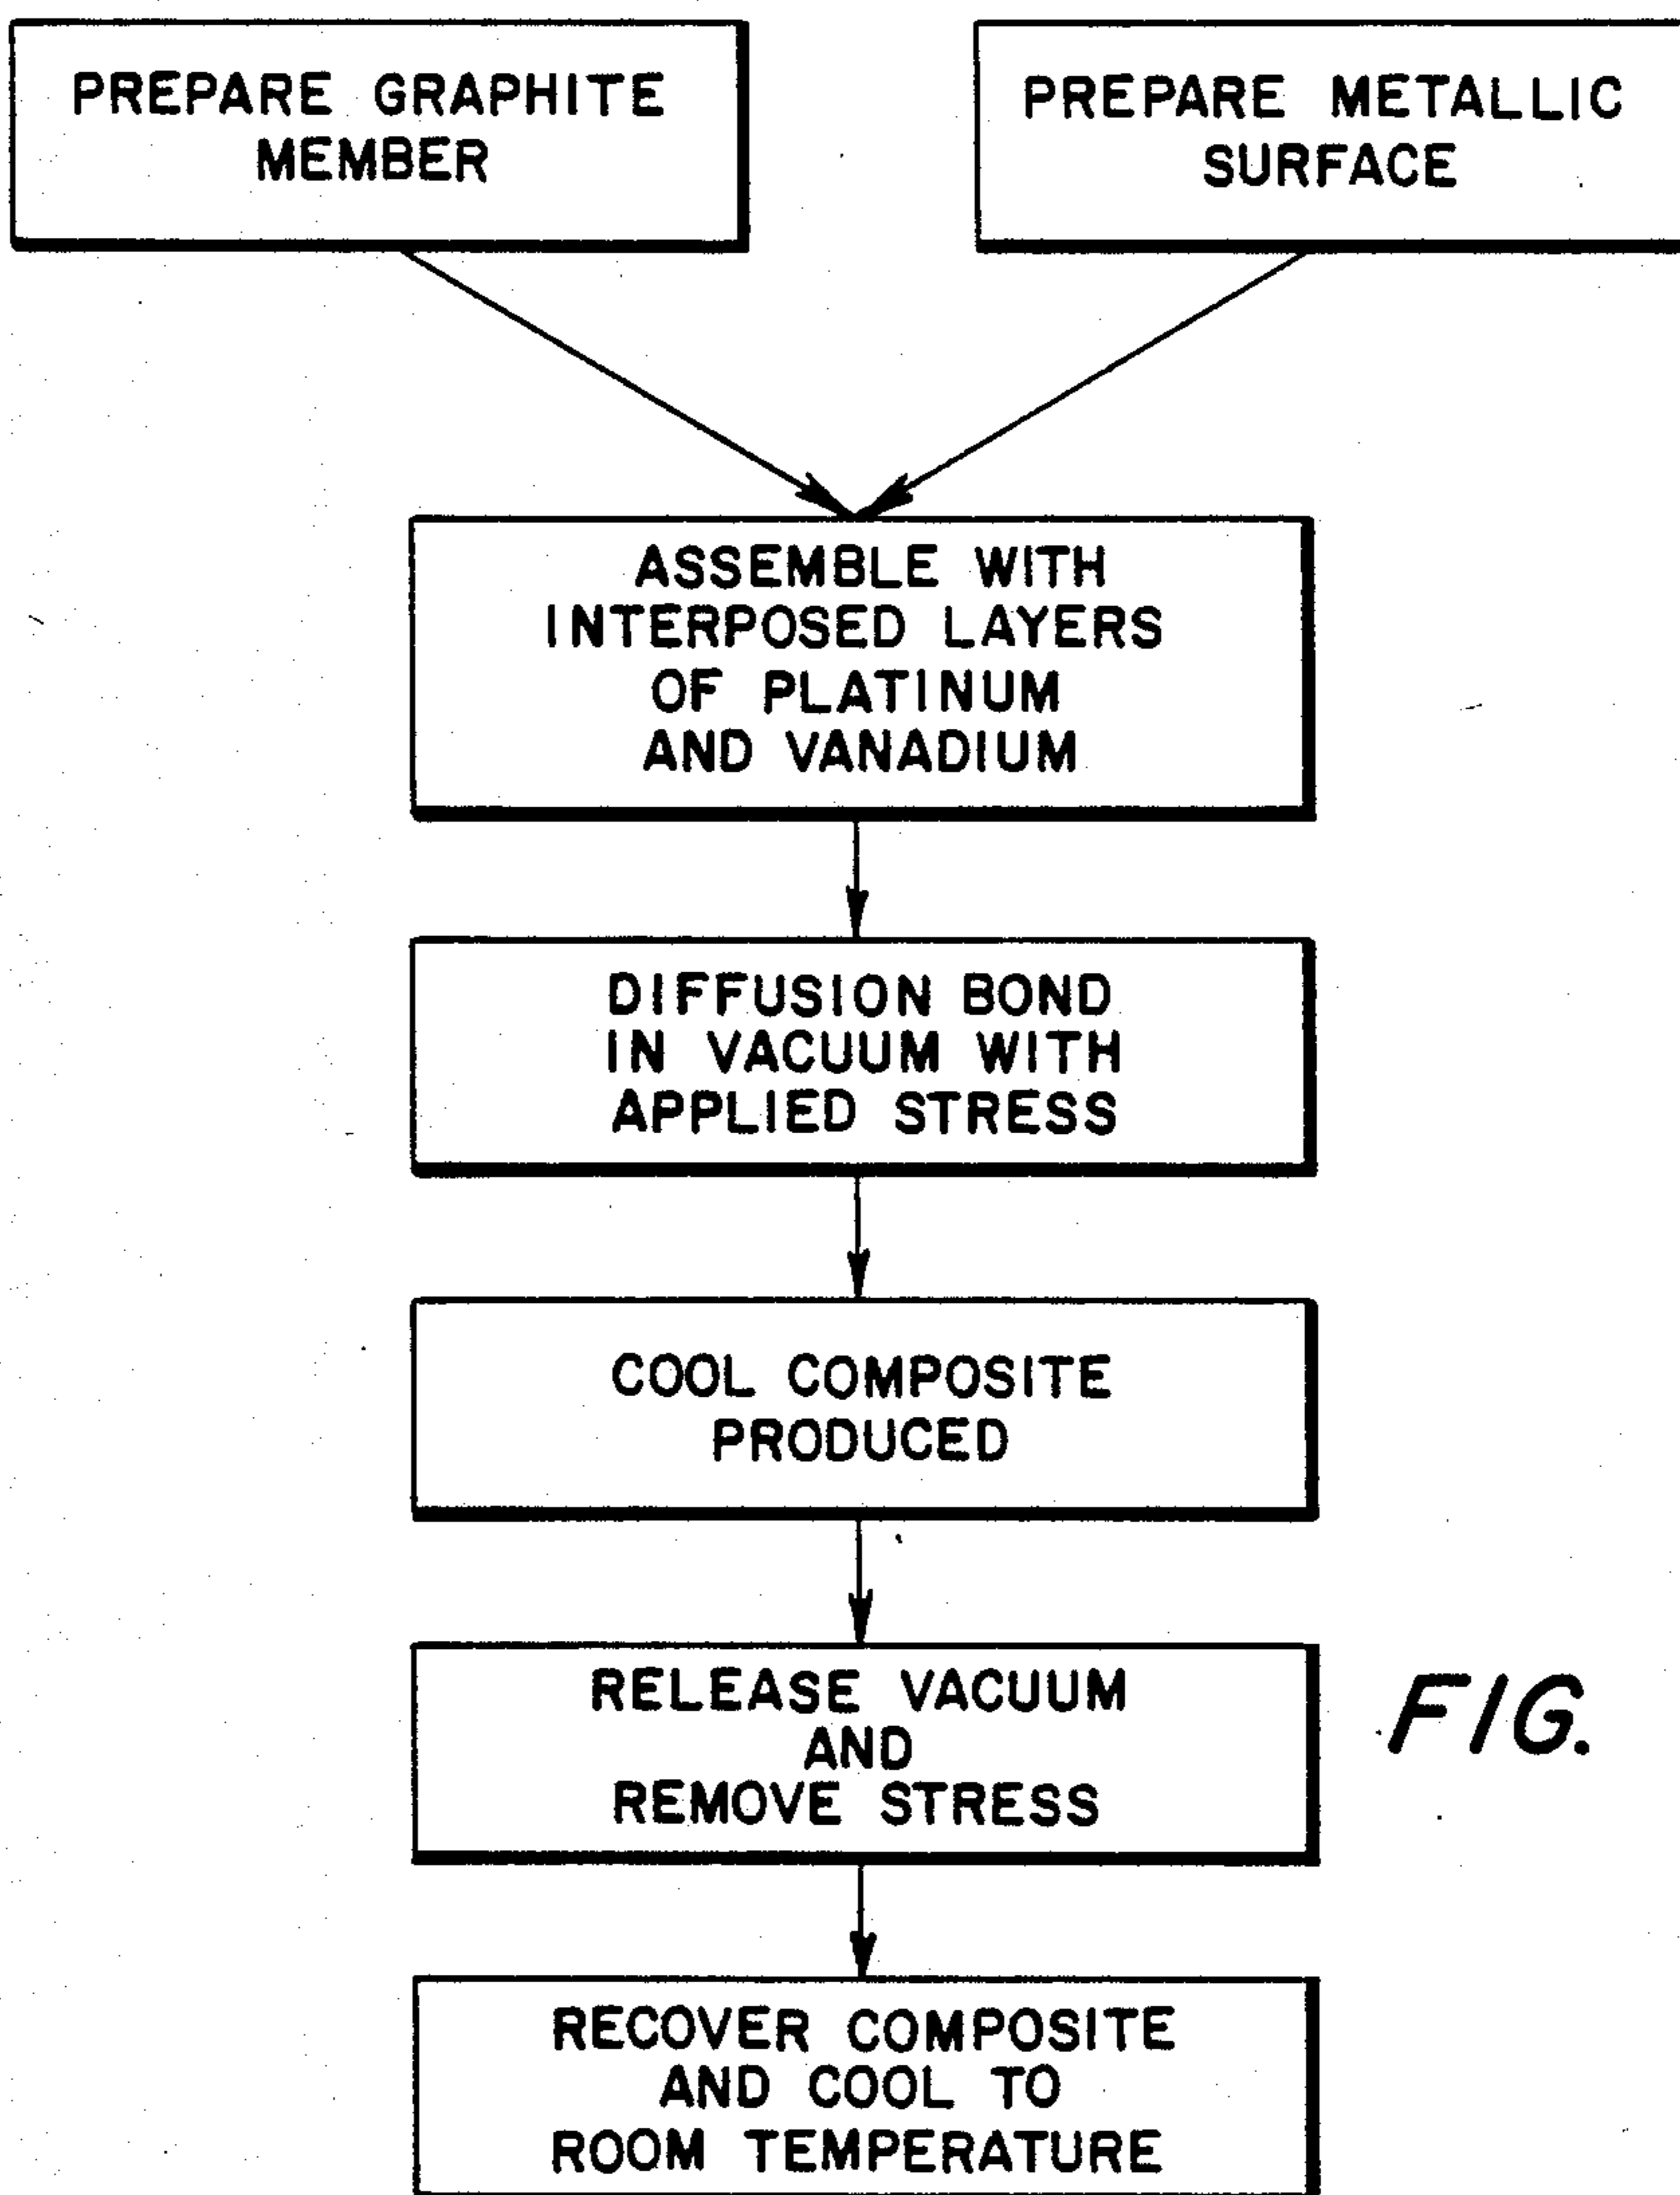 PREPARE GRAPHITE
MEMBER
PREPARE METALLIC
SURFACE
ASSEMBLE WITH
INTERPOSED LAYERS
OF PLATINUM
AND VANADIUM
DIFFUSION BOND
IN VACUUM WITH
APPLIED STRESS
COOL COMPOSITE
PRODUCED
RELEASE VACUUM
AND
REMOVE STRESS
FIG.
RECOVER COMPOSITE
AND COOL TO
ROOM TEMPERATURE